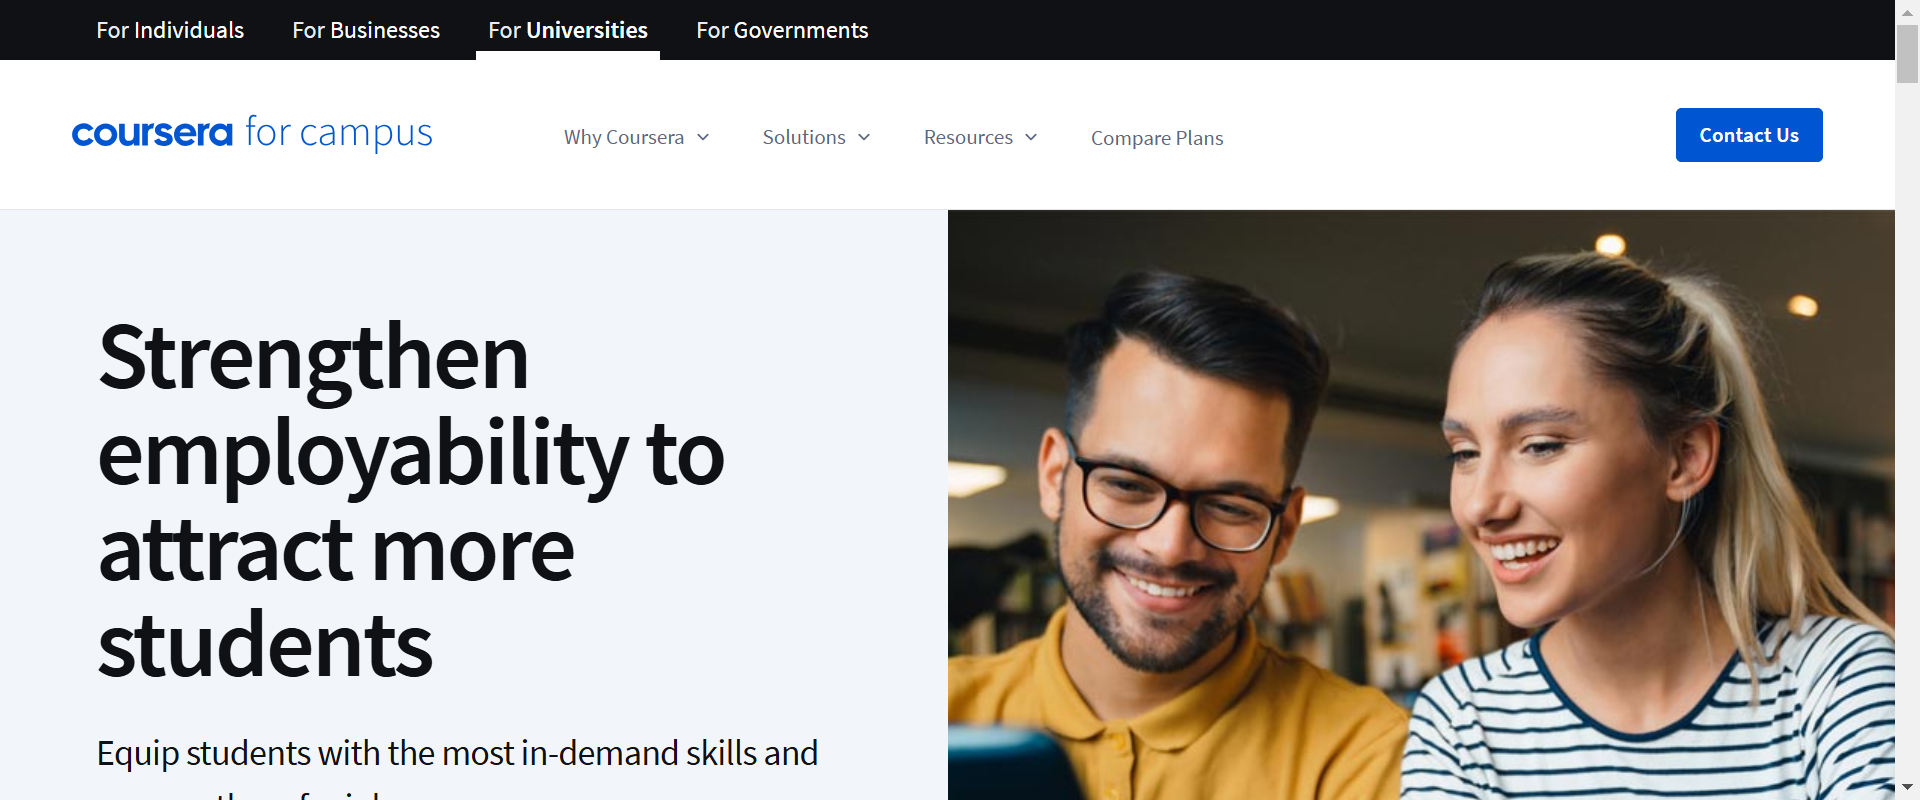 For Individuals For Businesses For Universities For Governments
coursera for campus Why Coursera Solutions Resources Compare Plans Contact Us
Strengthen
employability to
attract more
students
Equip students with the most in-demand skills and